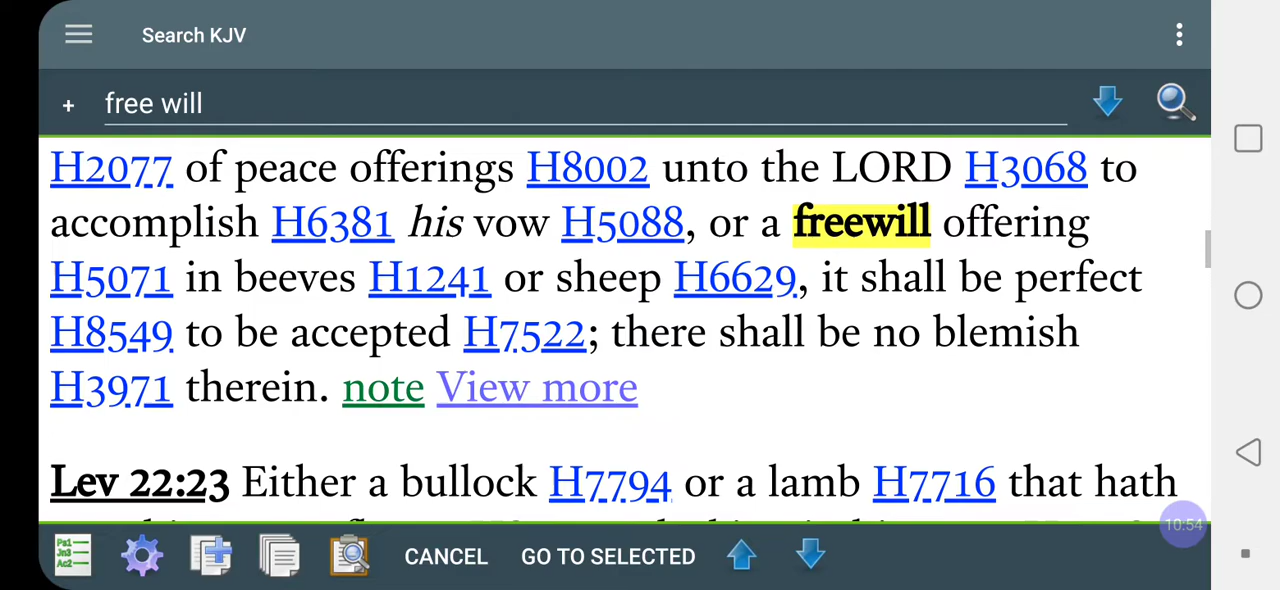 Search KJV
+ free will
H2077 of peace offerings H8002 unto the LORD H3068 to
accomplish H6381 his vow H5088, or a freewill offering
H5071 in beeves H1241 or sheep H6629, it shall be perfect
H8549 to be accepted H7522; there shall be no blemish
H3971 therein. note View more
Lev 22:23 Either a bullock H7794 or a lamb H7716 that hath
10:54
Ps1
Jn3
Ac2
CANCEL GO TO SELECTED